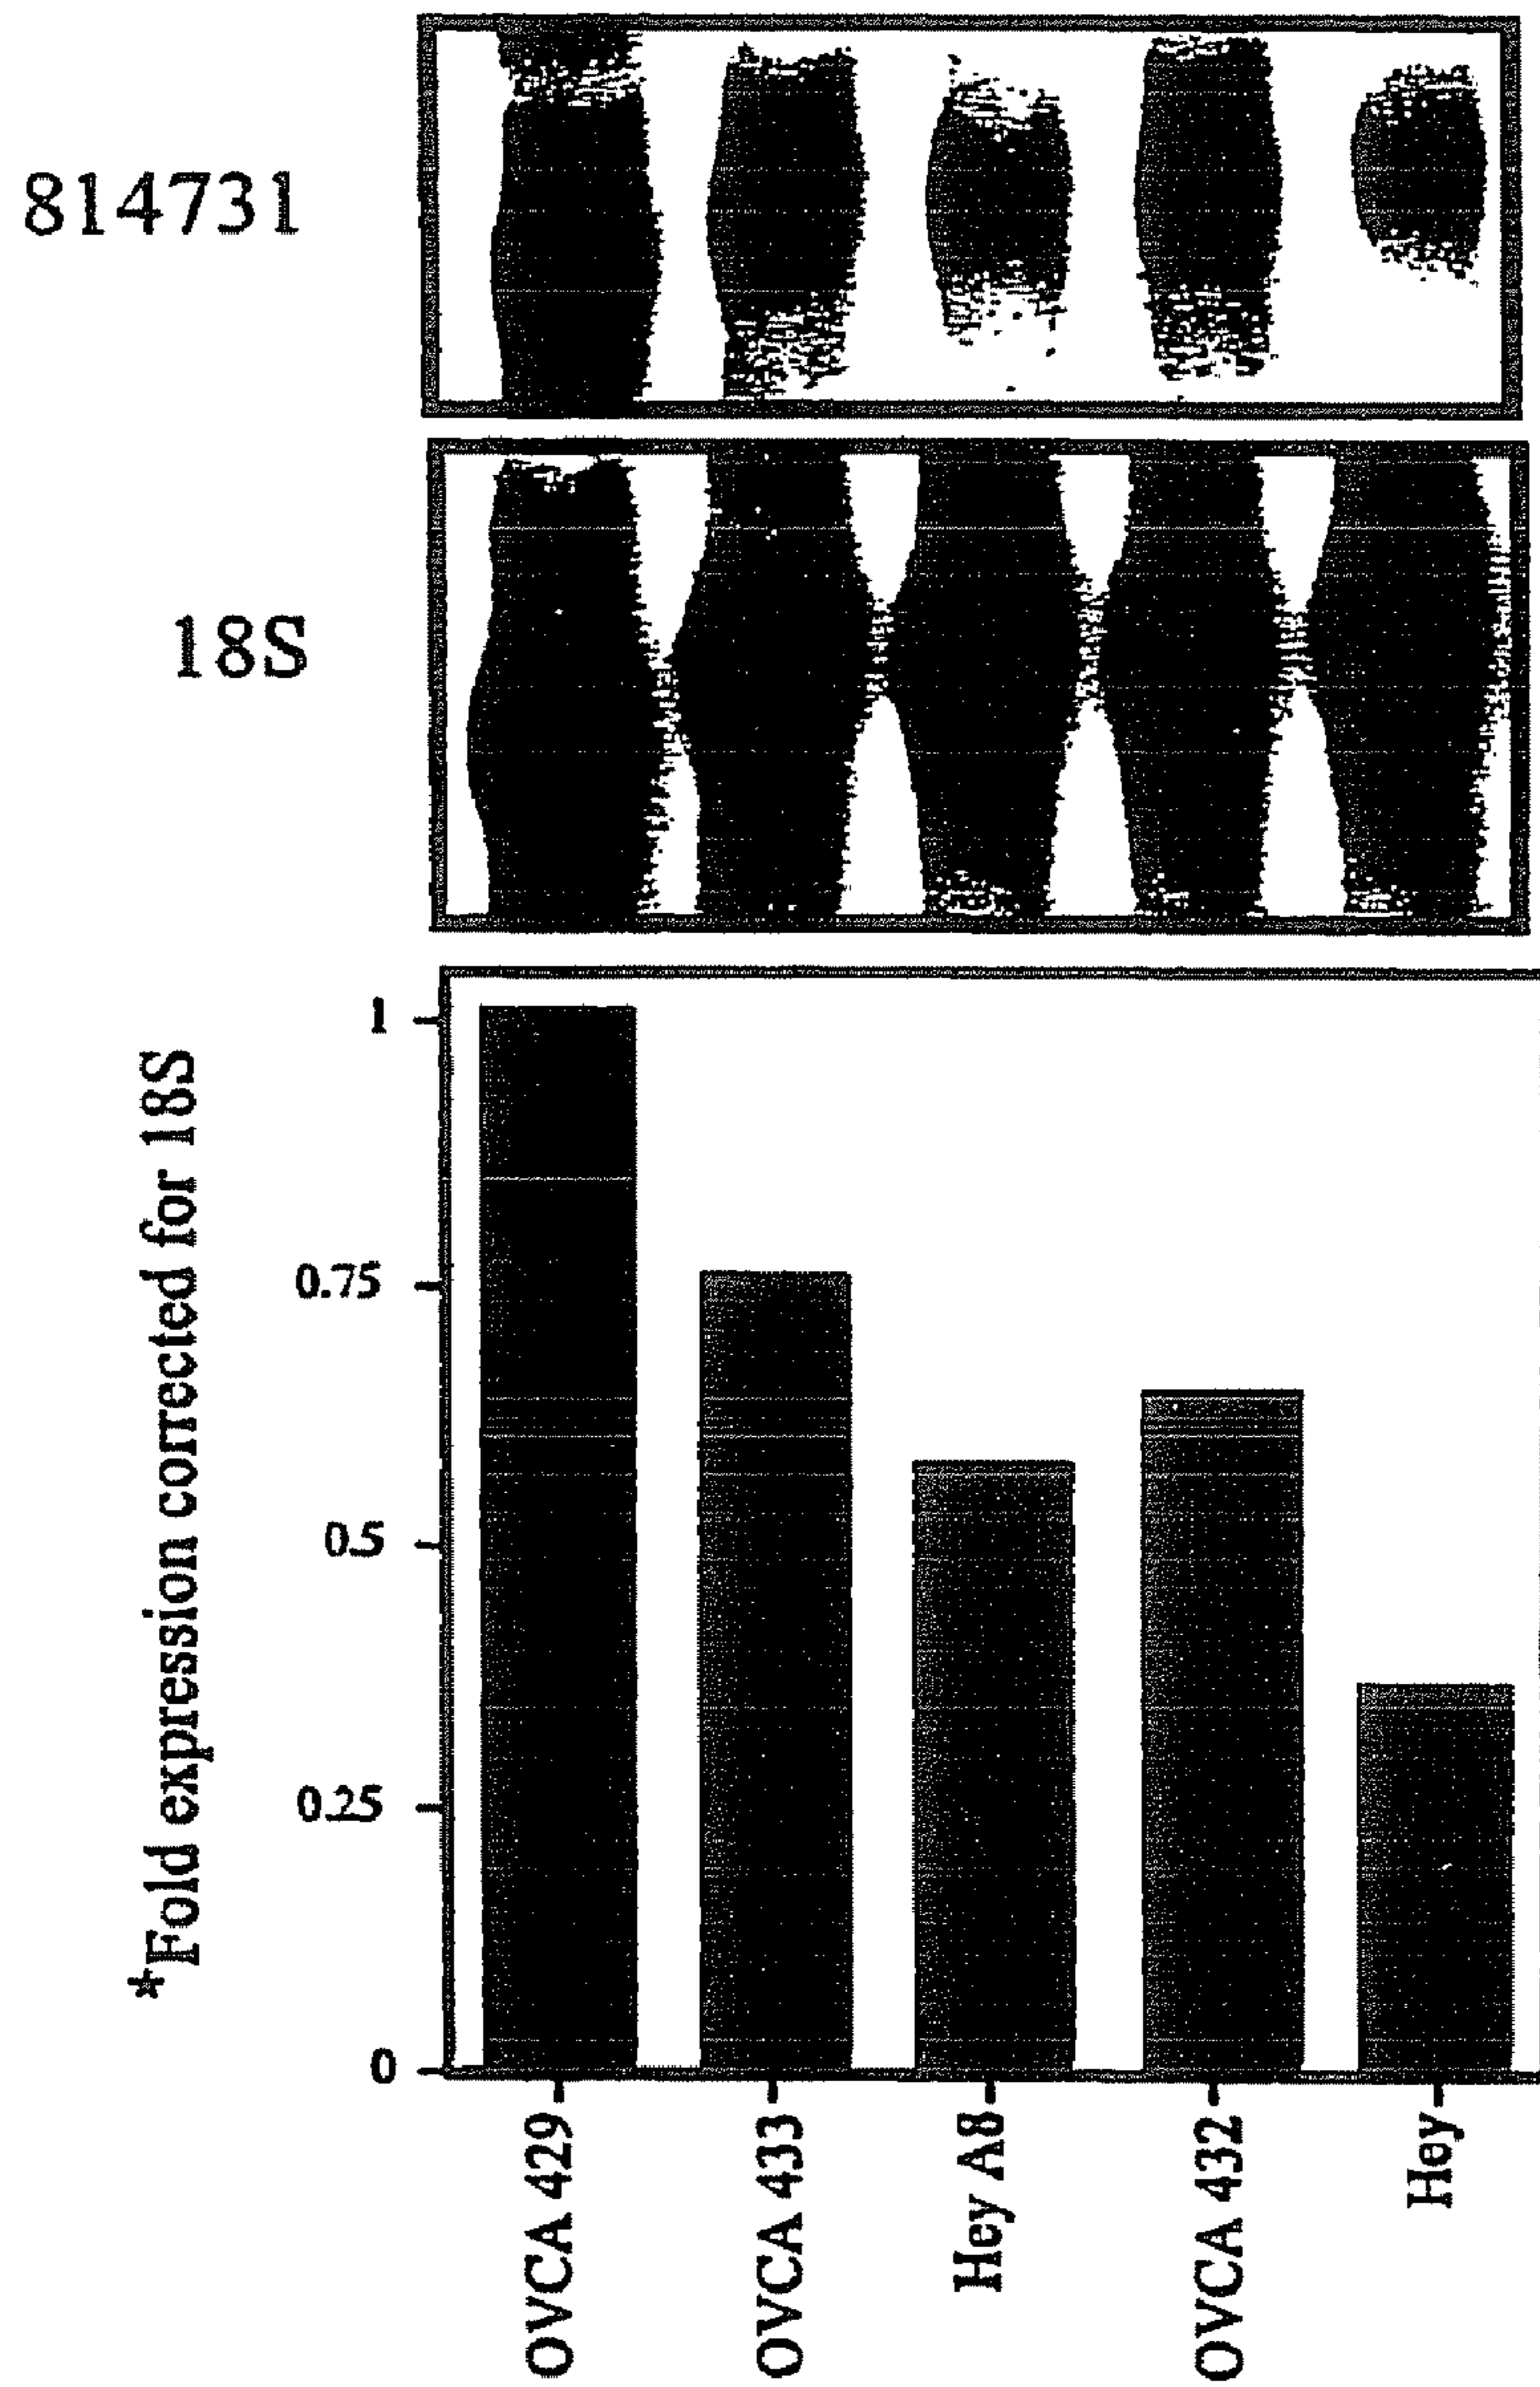 814731
18S
*Fold expression corrected for 18S
1
0.75
0.5
0.25
0
OVCA 429
OVCA 433
Hey A8
OVCA 432
Hey